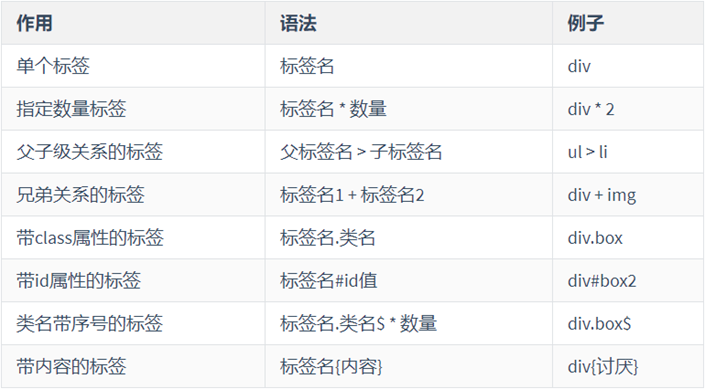 作用 语法 例子
单个标签 标签名 div
指定数量标签 标签名 * 数量 div * 2
父子级关系的标签 父标签名 > 子标签名 ul > li
兄弟关系的标签 标签名1 + 标签名2 div + img
带class属性的标签 标签名.类名 div.box
带id属性的标签 标签名#id值 div#box2
类名带序号的标签 标签名.类名$ * 数量 div.box$
带内容的标签 标签名{内容} div{讨厌}